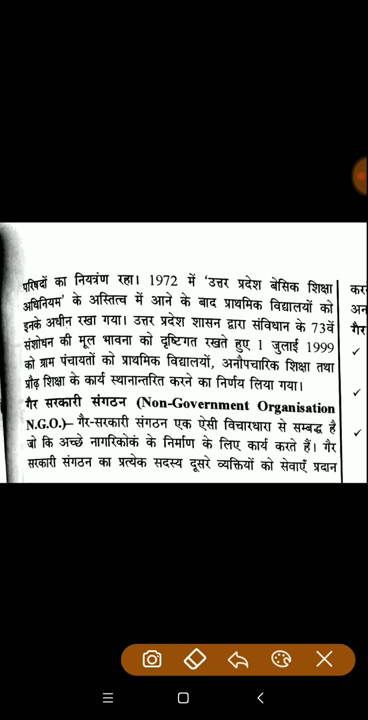 परिषदों का नियत्रंण रहा। 1972 में 'उत्तर प्रदेश बेसिक शिक्षा
अधिनियम' के अस्तित्व में आने के बाद प्राथमिक विद्यालयों को
इनके अधीन रखा गया। उत्तर प्रदेश शासन द्वारा संविधान के 73वें
संशोधन की मूल भावना को दृष्टिगत रखते हुए 1 जुलाई 1999
को ग्राम पंचायतों को प्राथमिक विद्यालयों, अनौपचारिक शिक्षा तथा
प्रौढ़ शिक्षा के कार्य स्थानान्तरित करने का निर्णय लिया गया।
गैर सरकारी संगठन (Non-Government Organisation
N.G.O.)– गैर-सरकारी संगठन एक ऐसी विचारधारा से सम्बद्ध है
जो कि अच्छे नागरिकोकं के निर्माण के लिए कार्य करते हैं। गैर
सरकारी संगठन का प्रत्येक सदस्य दूसरे व्यक्तियों को सेवाएँ प्रदान
गैर